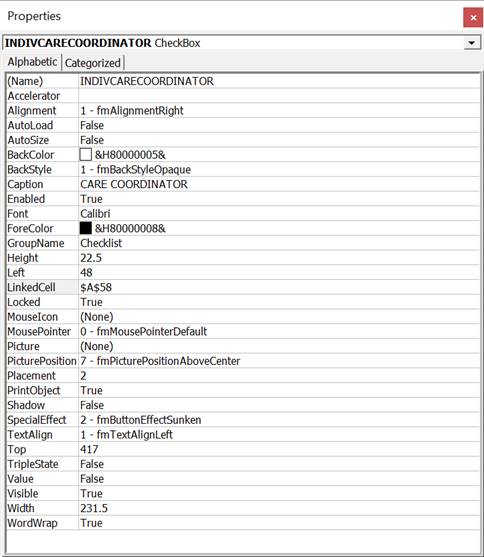 Properties
INDIVCARECOORDINATOR CheckBox
Alphabetic Categorized
(Name) INDIVCARECOORDINATOR
Accelerator
Alignment 1 - fmAlignmentRight
AutoLoad False
AutoSize False
BackColor &H80000005&
BackStyle 1 - fmBackStyleOpaque
Caption CARE COORDINATOR
Enabled True
Font Calibri
ForeColor &H80000008&
GroupName Checklist
Height 22.5
Left 48
LinkedCell $A$58
Locked True
MouseIcon (None)
MousePointer 0 - fmMousePointerDefault
Picture (None)
PicturePosition 7 - fmPicturePositionAboveCenter
Placement 2
PrintObject True
Shadow False
SpecialEffect 2 - fmButtonEffectSunken
TextAlign 1 - fmTextAlignLeft
Top 417
TripleState False
Value False
Visible True
Width 231.5
WordWrap True